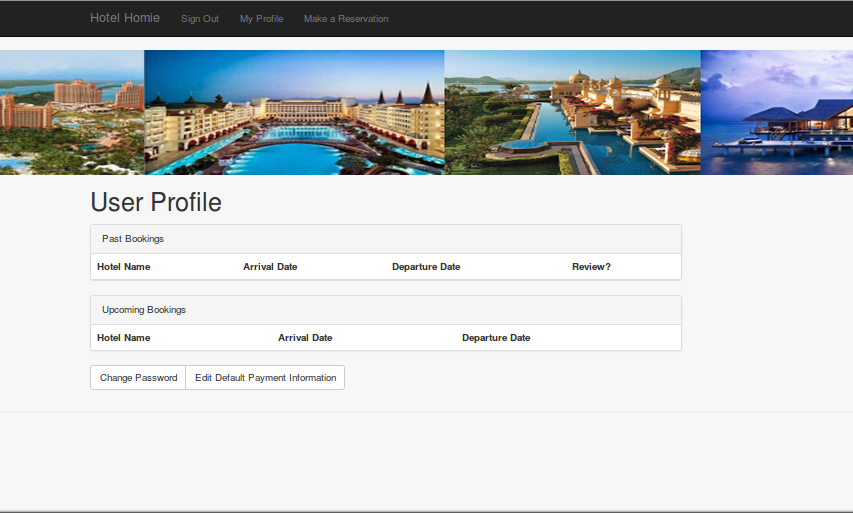 Hotel Homie Sign Out My Profile Make a Reservation
User Profile
Past Bookings
Hotel Name Arrival Date Departure Date Review?
Upcoming Bookings
Hotel Name Arrival Date Departure Date
Change Password Edit Default Payment Information